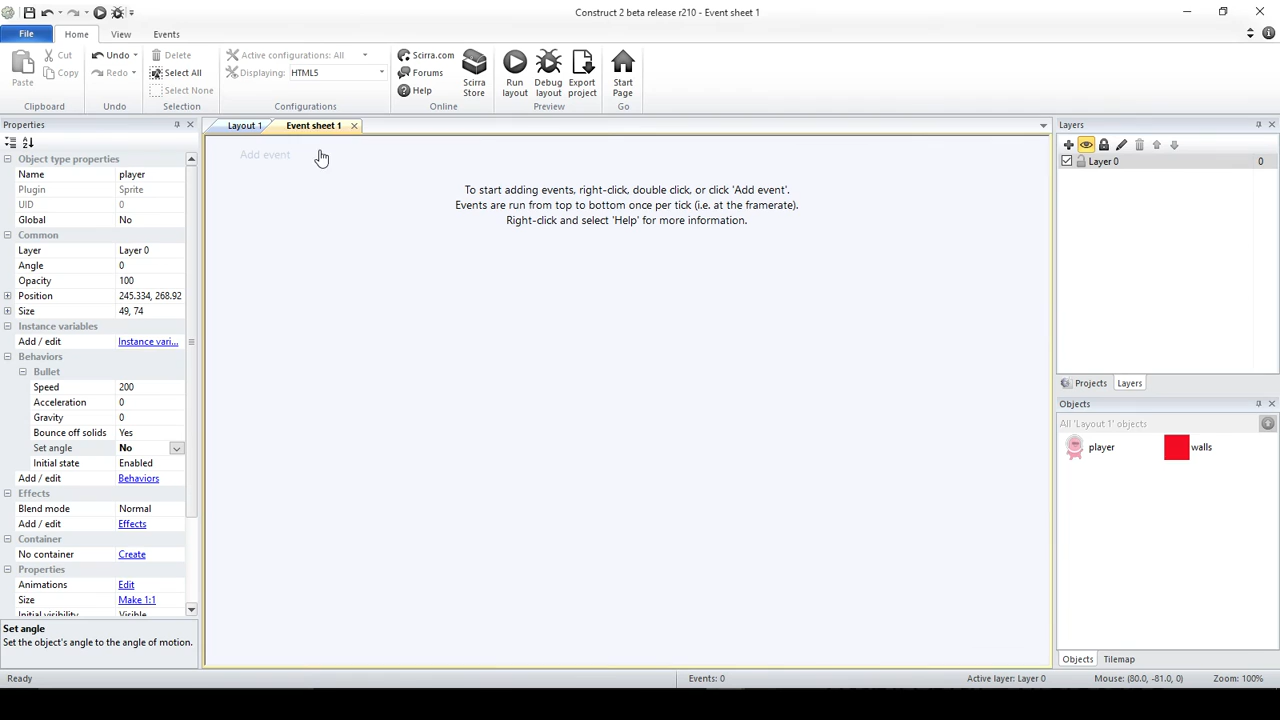 Construct 2 beta release r210 - Event sheet 1
File
Home
View
Events
Paste
Cut
Copy
Clipboard
Undo
Redo
Undo
Delete
Select All
Select None
Selection
Active configurations: All
Displaying: HTML5
Configurations
Scirra.com
Forums
Help
Scirra
Store
Online
Run
layout
Debug
layout
Export
project
Preview
Start
Page
Go
Properties
Object type properties
Name player
Plugin Sprite
UID 0
Global No
Common
Layer Layer 0
Angle 0
Opacity 100
Position 245.334, 268.92
Size 49, 74
Instance variables
Add / edit Instance vari...
Behaviors
Bullet
Speed 200
Acceleration 0
Gravity 0
Bounce off solids Yes
Set angle No
Initial state Enabled
Add / edit Behaviors
Effects
Blend mode Normal
Add / edit Effects
Container
No container Create
Properties
Animations Edit
Size Make 1:1
Initial visibility Visible
Set angle
Set the object's angle to the angle of motion.
Layout 1
Event sheet 1
Add event
To start adding events, right-click, double click, or click 'Add event'.
Events are run from top to bottom once per tick (i.e. at the framerate).
Right-click and select 'Help' for more information.
Layers
Layer 0 0
Projects
Layers
Objects
All 'Layout 1' objects
player
walls
Objects
Tilemap
Ready
Events: 0
Active layer: Layer 0
Mouse: (80.0, -81.0, 0)
Zoom: 100%